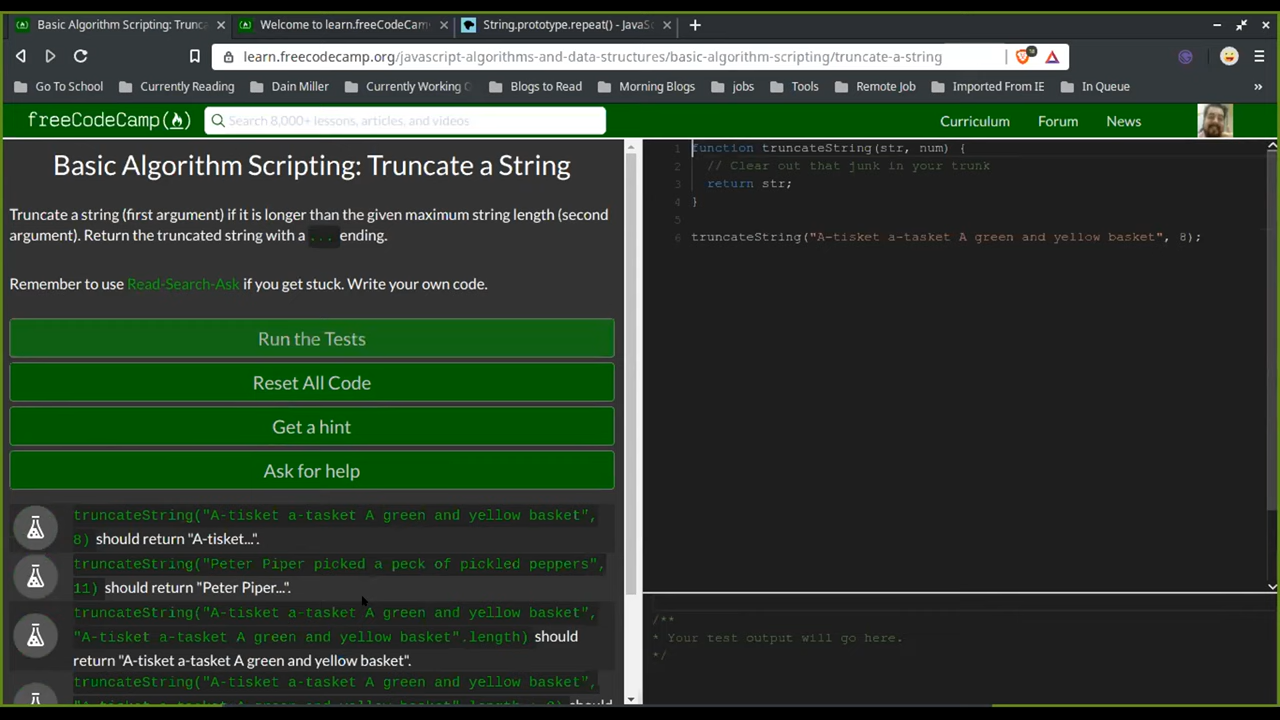 Basic Algorithm Scripting: Trunca
Welcome to learn.freeCodeCam
String.prototype.repeat() - JavaSc
learn.freecodecamp.org/javascript-algorithms-and-data-structures/basic-algorithm-scripting/truncate-a-string
Go To School Currently Reading Dain Miller Currently Working Blogs to Read Morning Blogs jobs Tools Remote Job Imported From IE In Queue »
freeCodeCamp(🔥)
Search 8,000+ lessons, articles, and videos
Curriculum Forum News
Basic Algorithm Scripting: Truncate a String
Truncate a string (first argument) if it is longer than the given maximum string length (second
argument). Return the truncated string with a ... ending.
Remember to use Read-Search-Ask if you get stuck. Write your own code.
Run the Tests
Reset All Code
Get a hint
Ask for help
truncateString("A-tisket a-tasket A green and yellow basket",
8) should return "A-tisket...".
truncateString("Peter Piper picked a peck of pickled peppers",
11) should return "Peter Piper...".
truncateString("A-tisket a-tasket A green and yellow basket",
"A-tisket a-tasket A green and yellow basket".length) should
return "A-tisket a-tasket A green and yellow basket".
truncateString("A-tisket a-tasket A green and yellow basket",
1 function truncateString(str, num) {
2 // Clear out that junk in your trunk
3 return str;
4 }
5
6 truncateString("A-tisket a-tasket A green and yellow basket", 8);
/**
* Your test output will go here.
*/